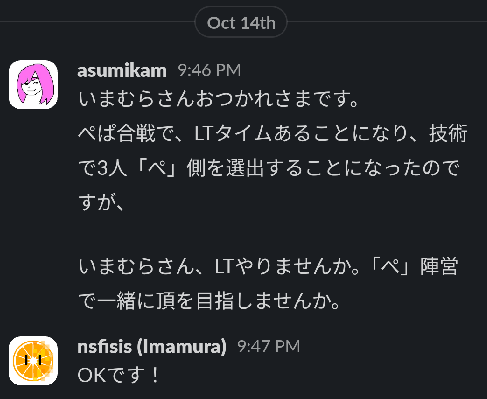 Oct 14th
asumikam 9:46 PM
いまむらさんおつかれさまです。
ぺぱ合戦で、LTタイムあることになり、技術
で3人「ぺ」側を選出することになったので
すが、
いまむらさん、LTやりませんか。「ぺ」陣営
で一緒に頂を目指しませんか。
nsfisis (Imamura) 9:47 PM
OKです！